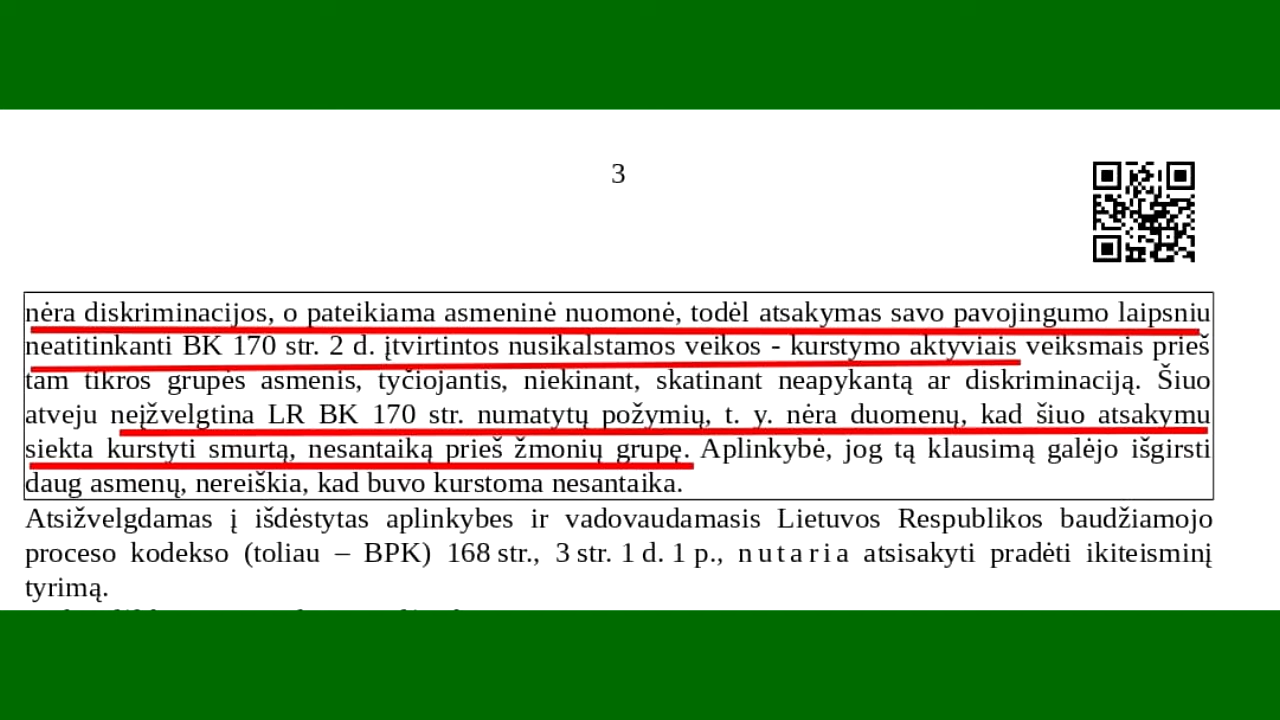 3
nėra diskriminacijos, o pateikiama asmeninė nuomonė, todėl atsakymas savo pavojingumo laipsniu
neatitinkanti BK 170 str. 2 d. įtvirtintos nusikalstamos veikos - kurstymo aktyviais veiksmais prieš
tam tikros grupės asmenis, tyčiojantis, niekinant, skatinant neapykantą ar diskriminaciją. Šiuo
atveju neįžvelgtina LR BK 170 str. numatytų požymių, t. y. nėra duomenų, kad šiuo atsakymu
siekta kurstyti smurtą, nesantaiką prieš žmonių grupę. Aplinkybė, jog tą klausimą galėjo išgirsti
daug asmenų, nereiškia, kad buvo kurstoma nesantaika.
Atsižvelgdamas į išdėstytas aplinkybes ir vadovaudamasis Lietuvos Respublikos baudžiamojo
proceso kodekso (toliau – BPK) 168 str., 3 str. 1 d. 1 p., n u t a r i a atsisakyti pradėti ikiteisminį
tyrimą.